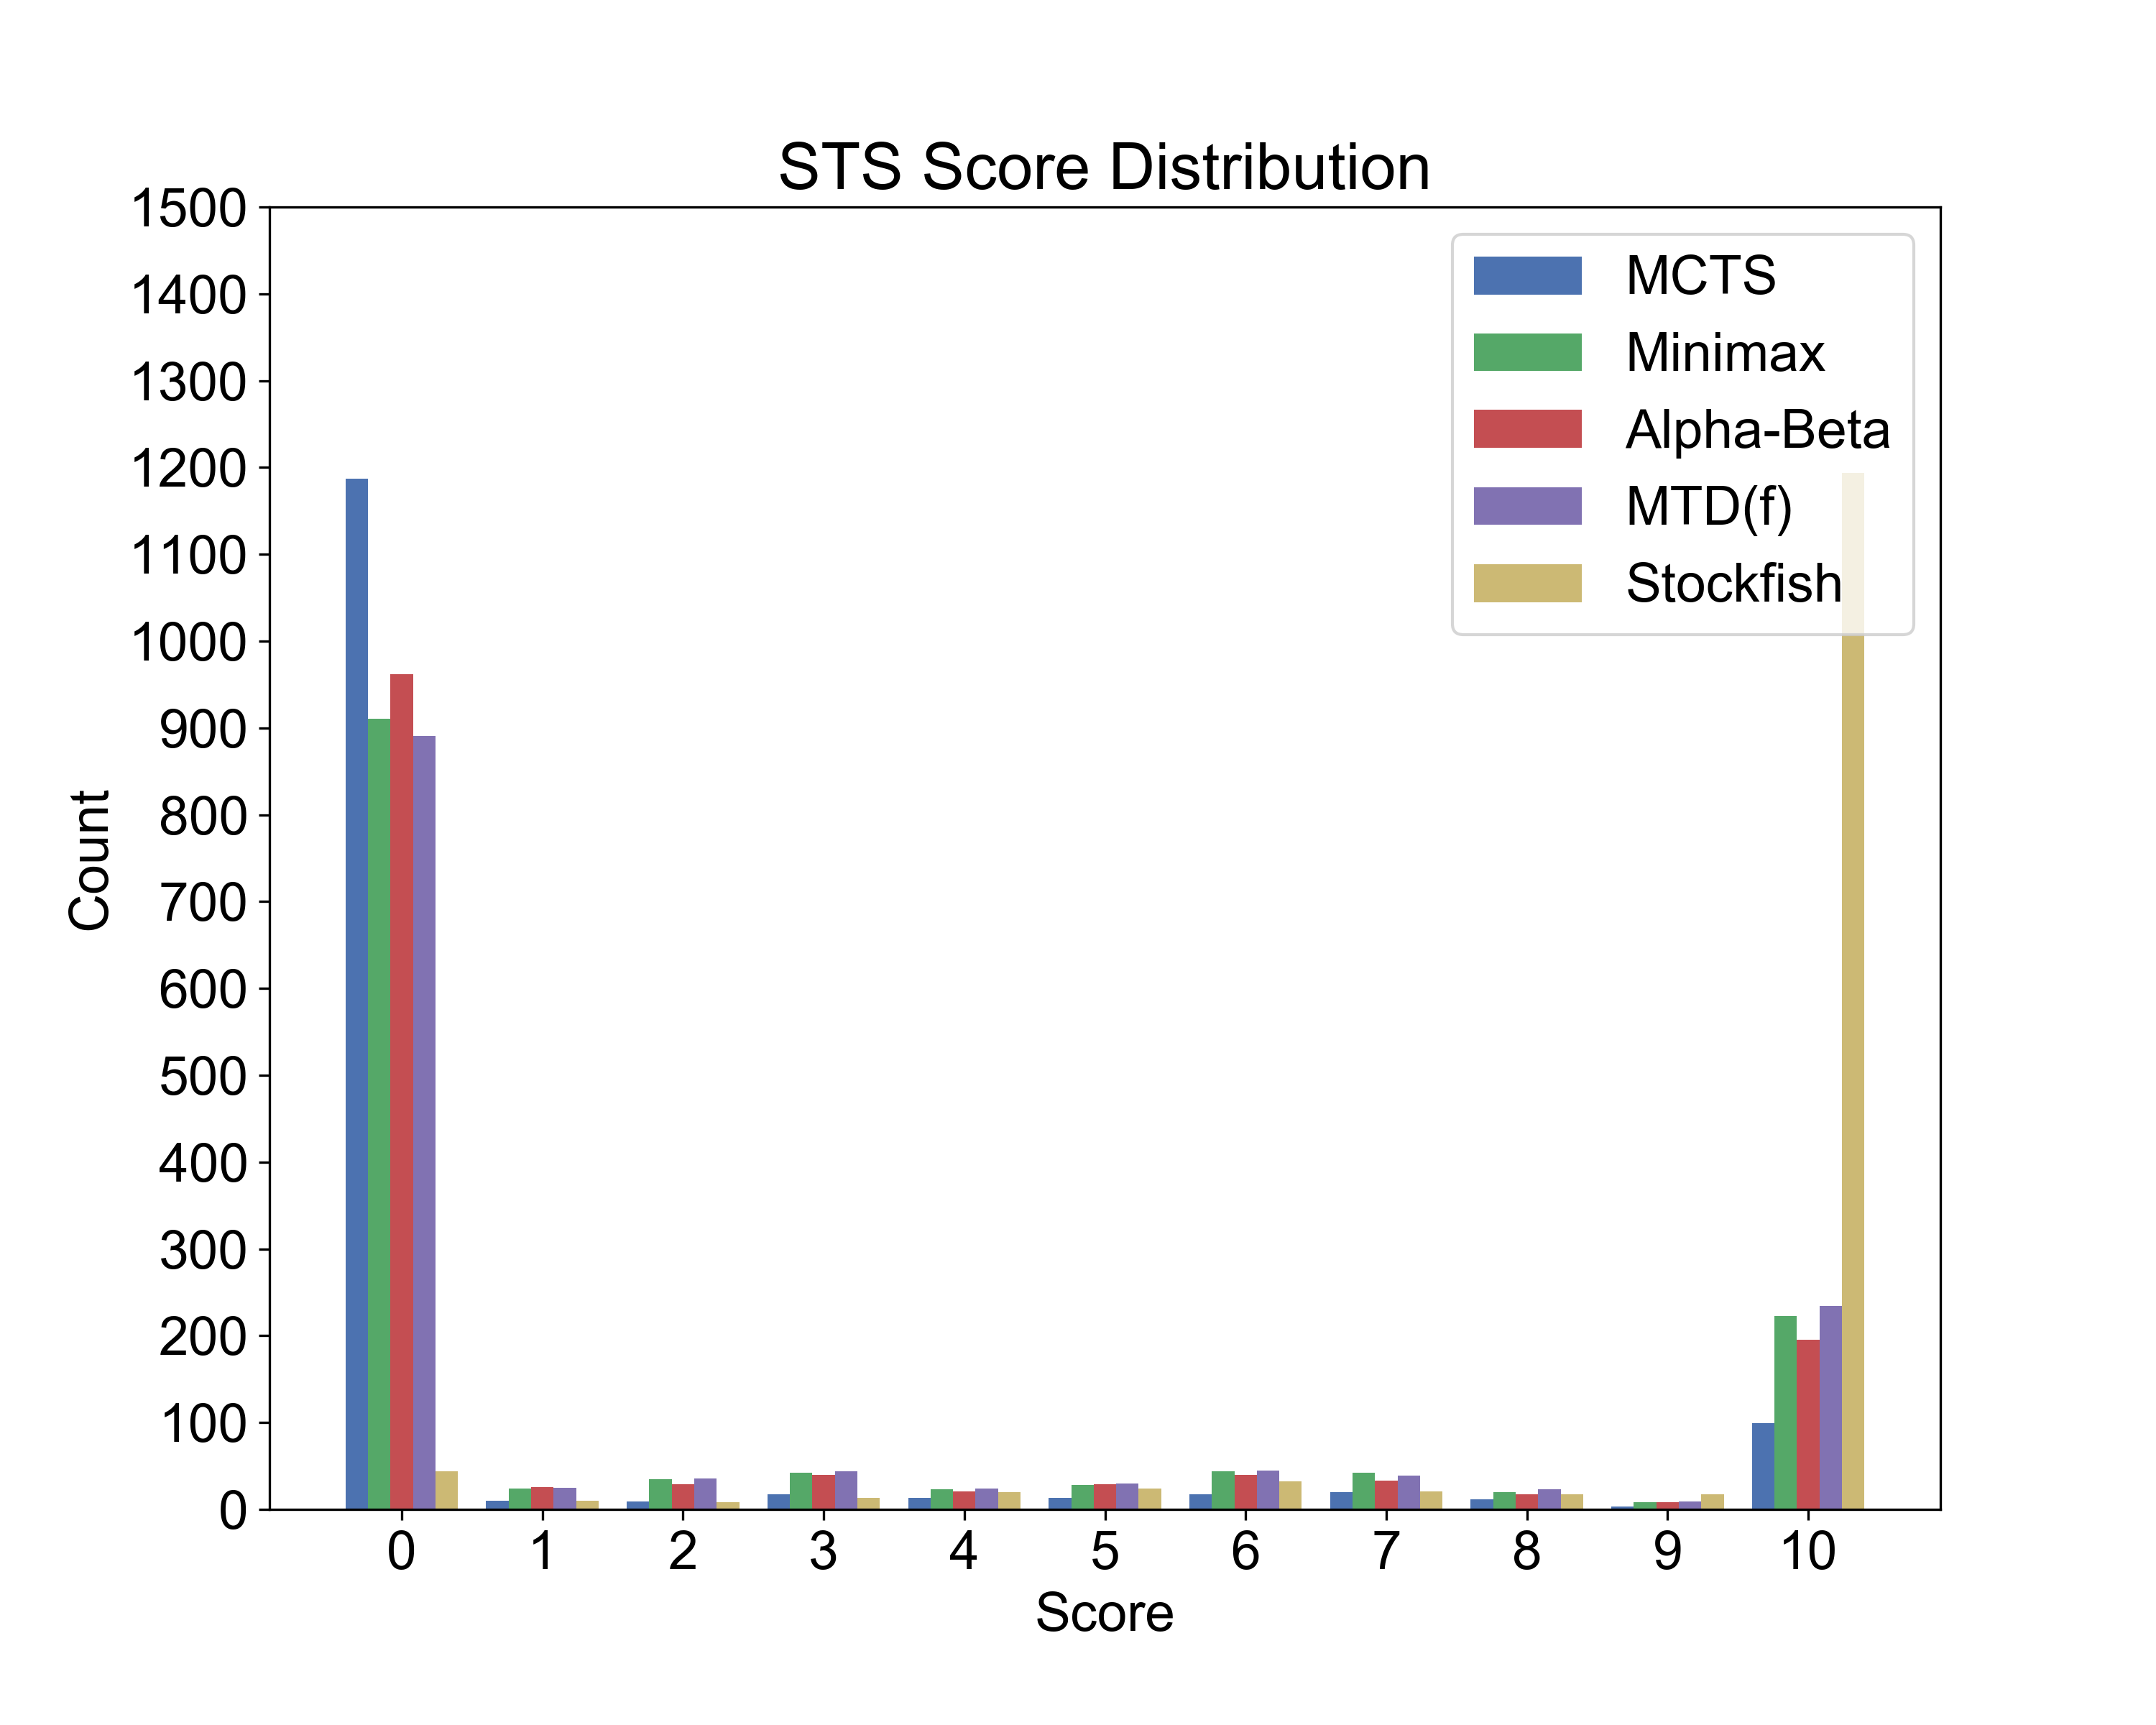 STS Score Distribution
1500
1400
1300
1200
1100
1000
900
800
700
600
500
400
300
200
100
0
Count
MCTS
Minimax
Alpha-Beta
MTD(f)
Stockfish
0 1 2 3 4 5 6 7 8 9 10
Score